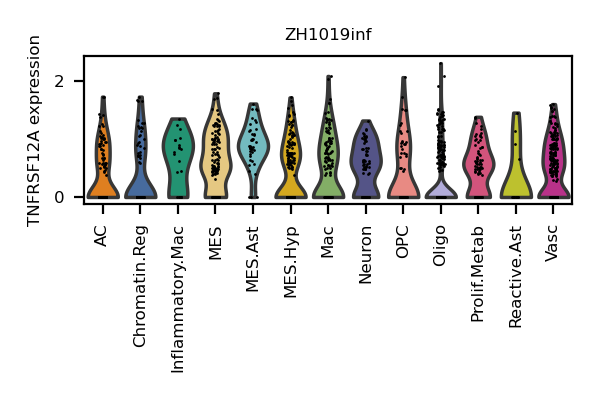 ZH1019inf
TNFRSF12A expression
2
0
AC
Chromatin.Reg
Inflammatory.Mac
MES
MES.Ast
MES.Hyp
Mac
Neuron
OPC
Oligo
Prolif.Metab
Reactive.Ast
Vasc